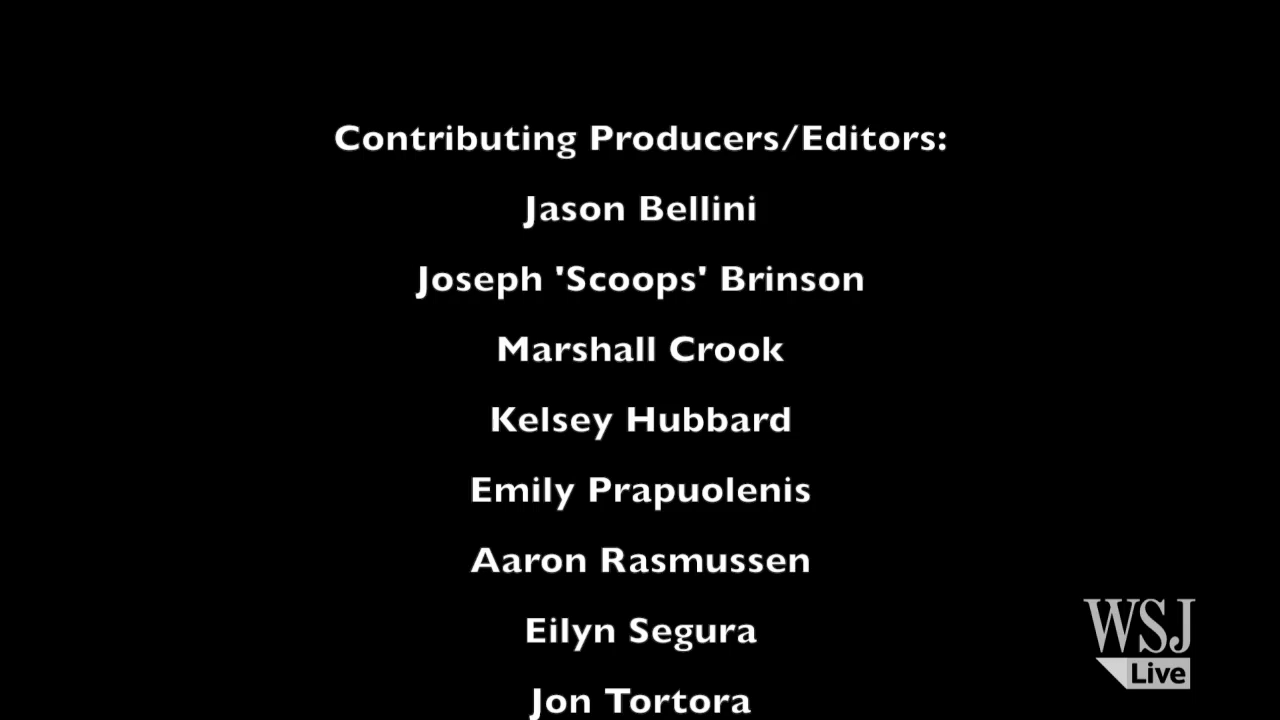 Contributing Producers/Editors:
Jason Bellini
Joseph 'Scoops' Brinson
Marshall Crook
Kelsey Hubbard
Emily Prapuolenis
Aaron Rasmussen
Eilyn Segura
Jon Tortora
WSJ
Live